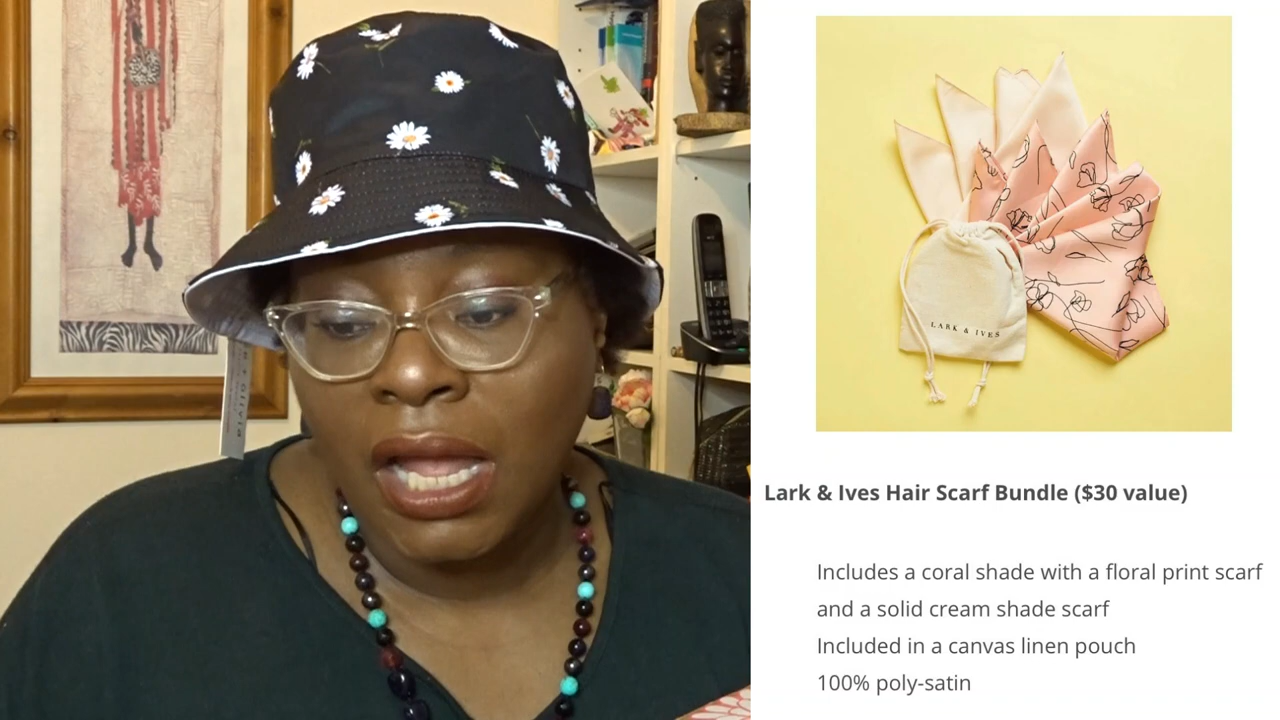 LARK & IVES
Lark & Ives Hair Scarf Bundle ($30 value)
Includes a coral shade with a floral print scarf
and a solid cream shade scarf
Included in a canvas linen pouch
100% poly-satin